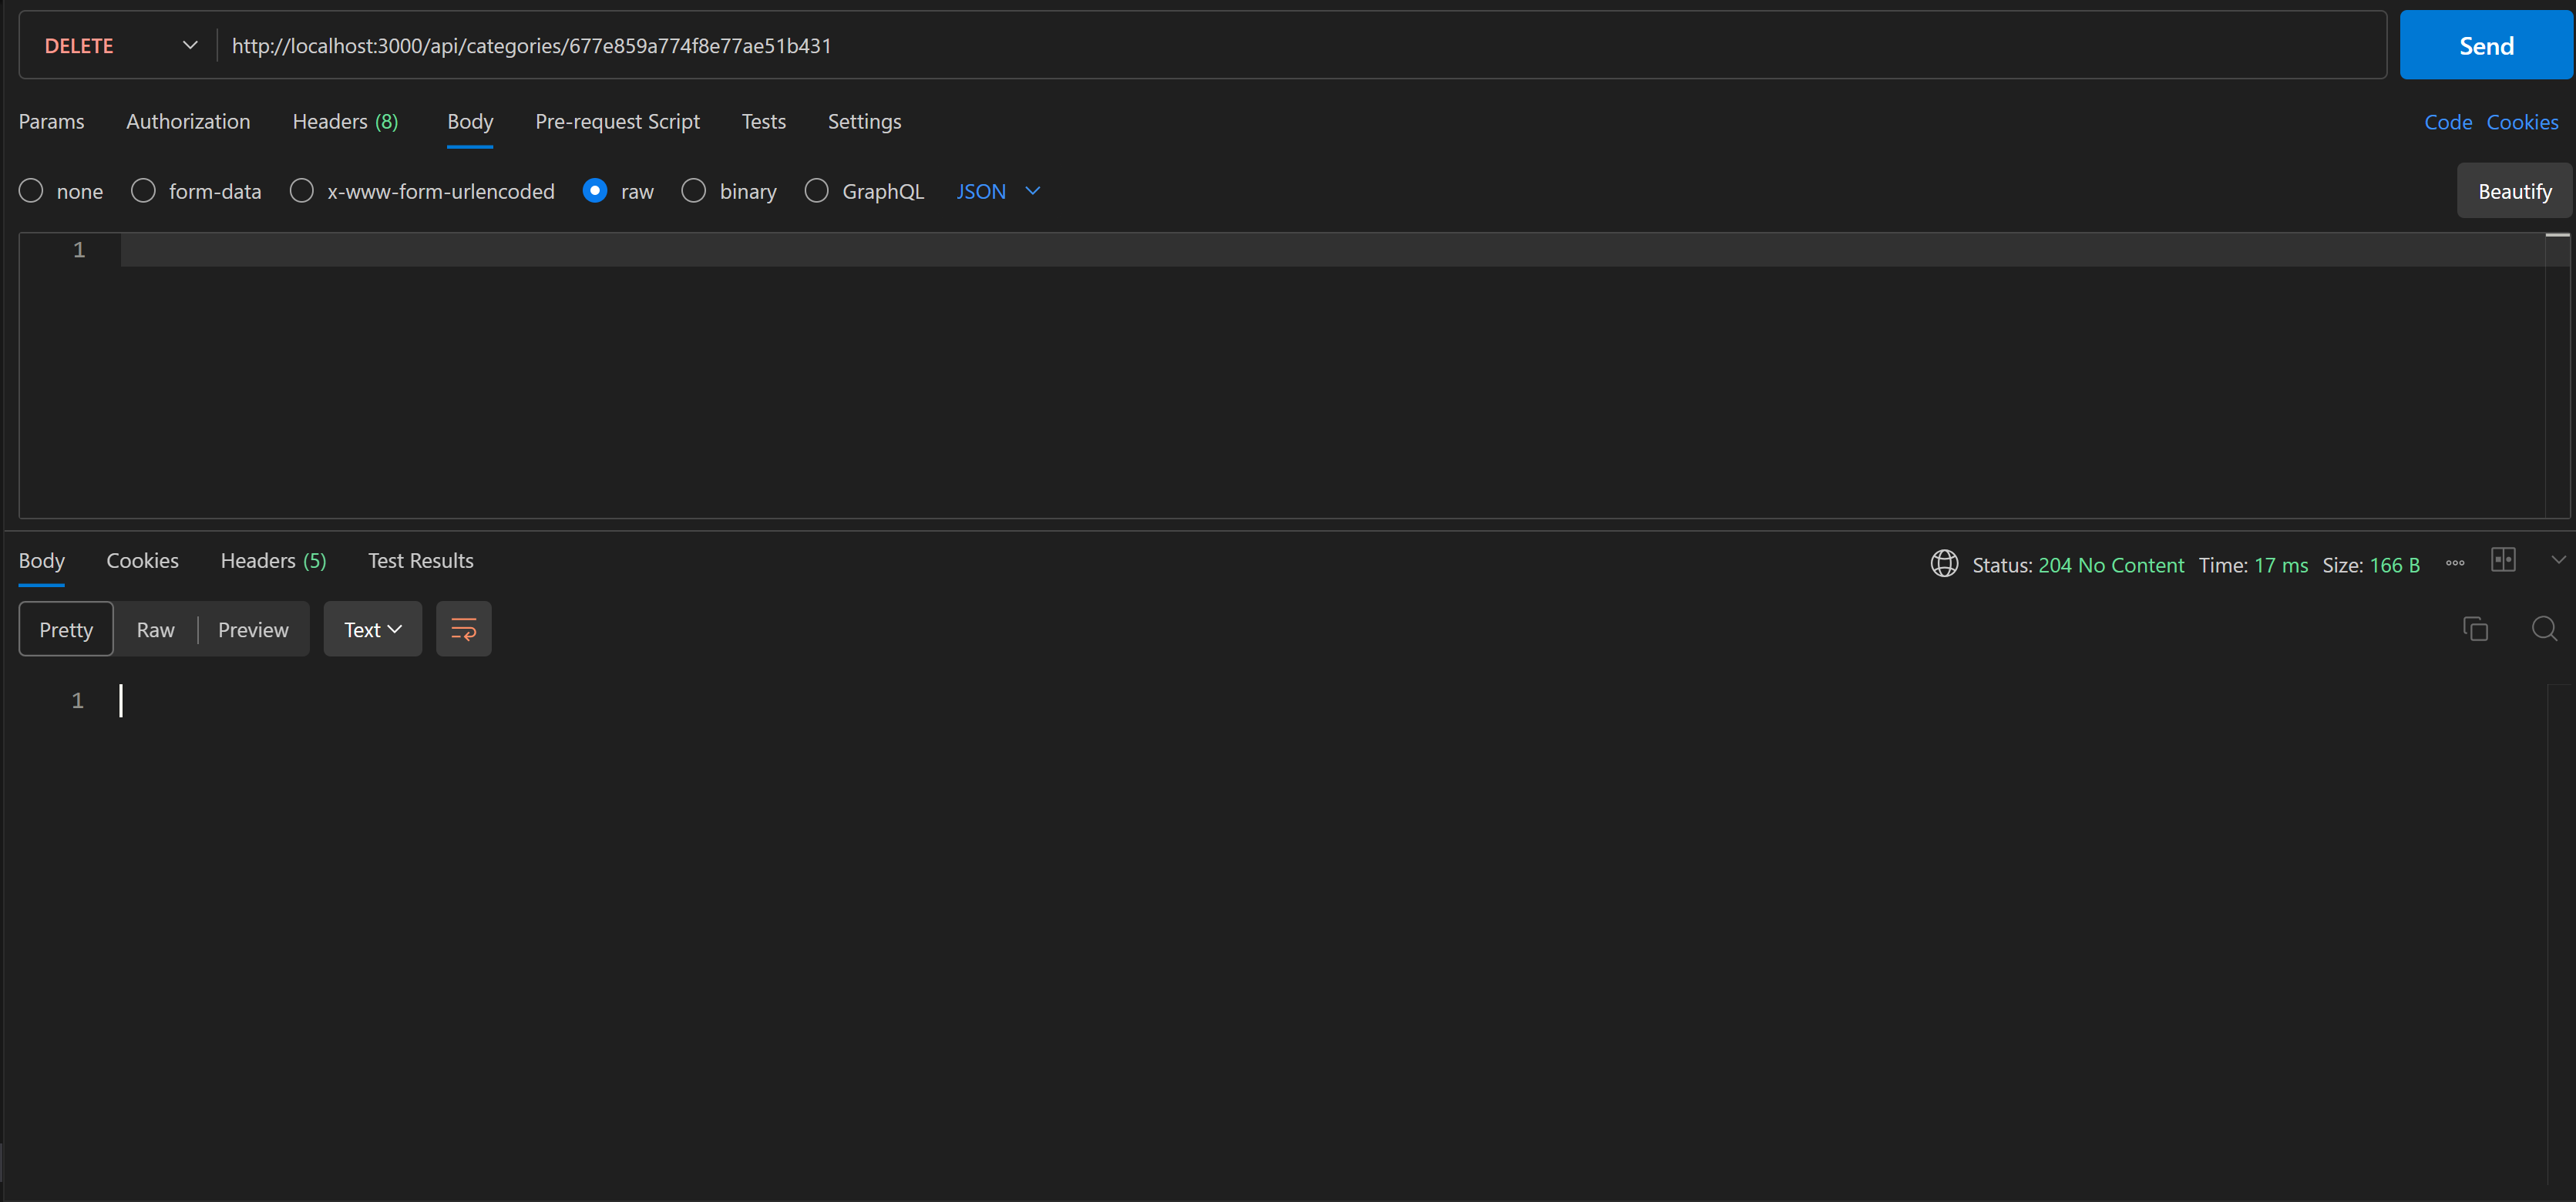 DELETE http://localhost:3000/api/categories/677e859a774f8e77ae51b431 Send
Params Authorization Headers (8) Body Pre-request Script Tests Settings Code Cookies
none form-data x-www-form-urlencoded raw binary GraphQL JSON Beautify
1
Body Cookies Headers (5) Test Results Status: 204 No Content Time: 17 ms Size: 166 B
Pretty Raw Preview Text
1